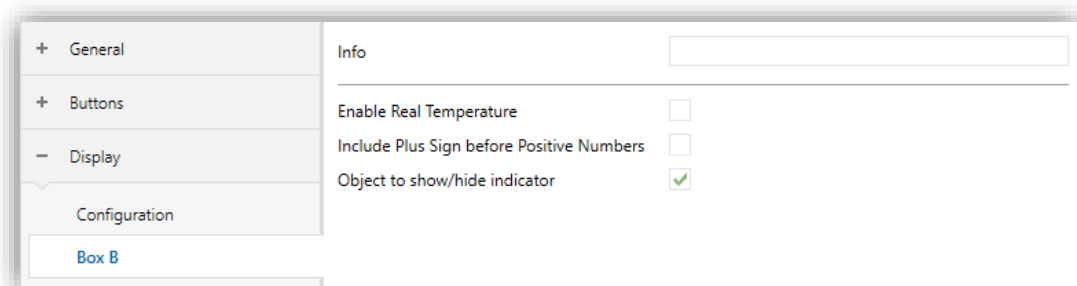 General
Buttons
Display
Configuration
Box B
Info
Enable Real Temperature
Include Plus Sign before Positive Numbers
Object to show/hide indicator